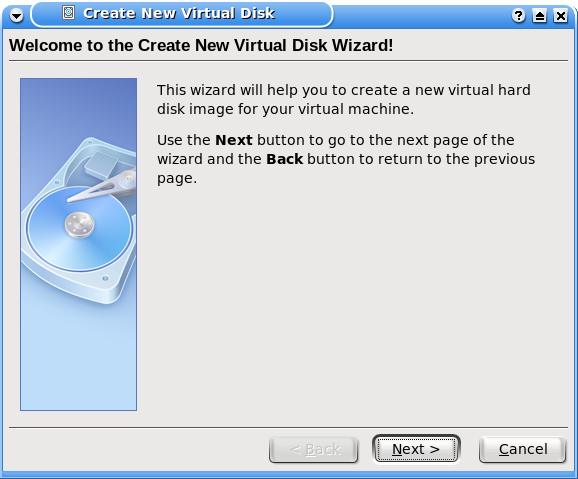 Create New Virtual Disk
?
Welcome to the Create New Virtual Disk Wizard!
This wizard will help you to create a new virtual hard
disk image for your virtual machine.
Use the Next button to go to the next page of the
wizard and the Back button to return to the previous
page.
< Back
Next >
Cancel